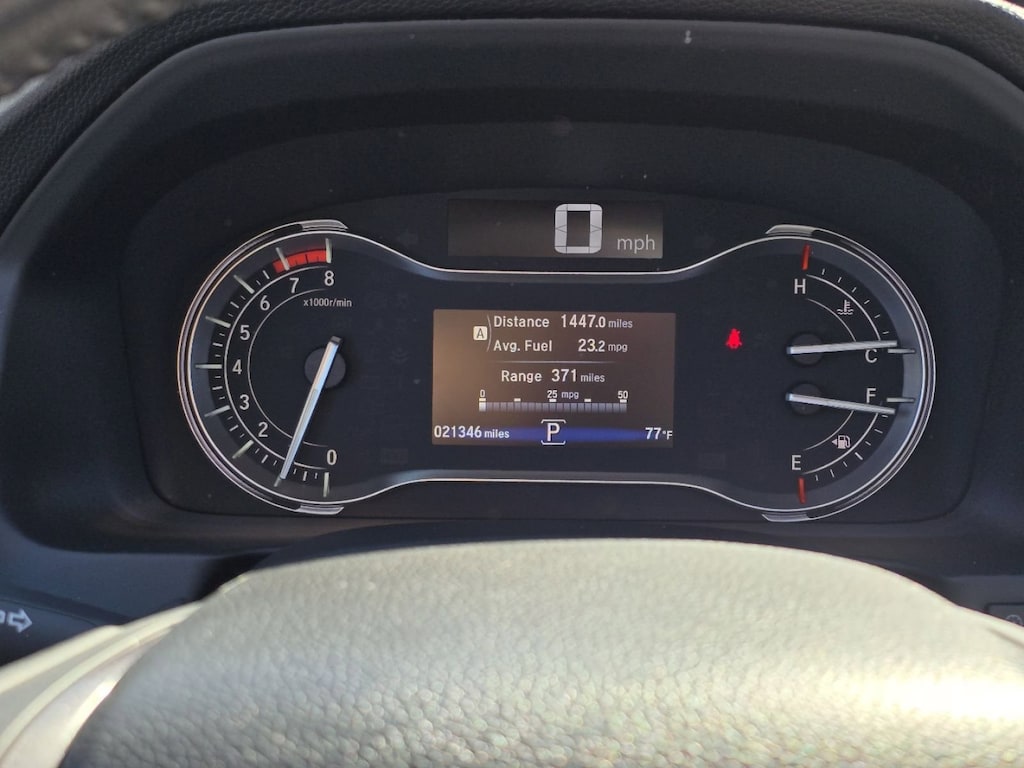 0 mph
8
7
6
x1000r/min
5
4
3
2
0
A Distance 1447.0 miles
Avg. Fuel 23.2 mpg
Range 371 miles
0 25 mpg 50
021346 miles P 77°F
H
C
F
E